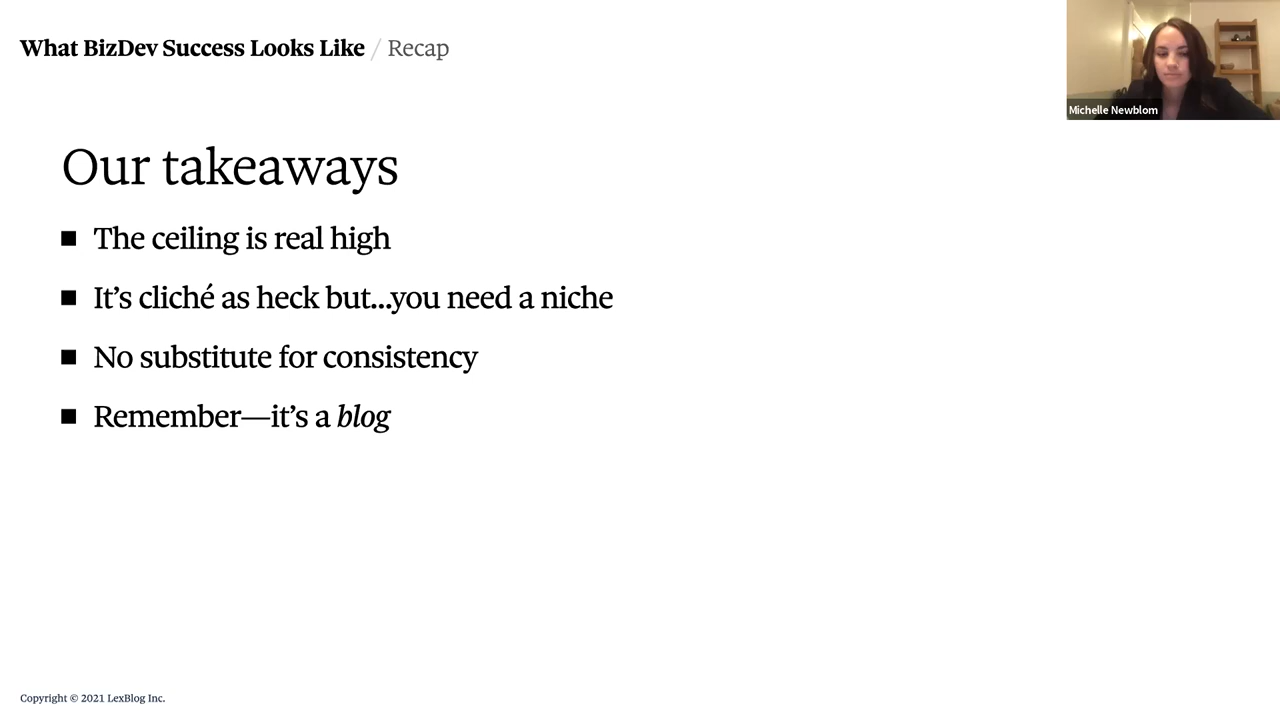 What BizDev Success Looks Like / Recap
Michelle Newblom
Our takeaways
■ The ceiling is real high
■ It’s cliché as heck but...you need a niche
■ No substitute for consistency
■ Remember—it’s a blog
Copyright © 2021 LexBlog Inc.